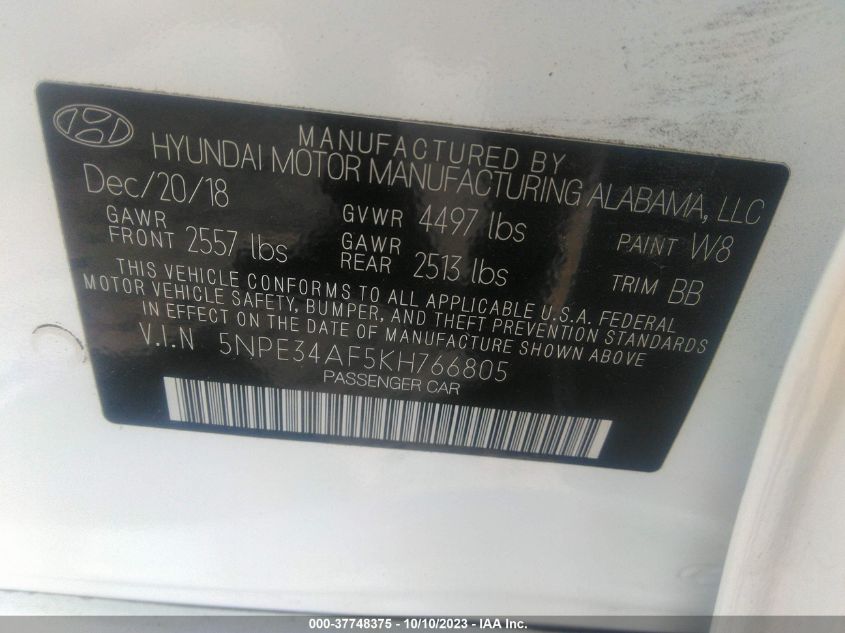 MANUFACTURED BY
HYUNDAI MOTOR MANUFACTURING ALABAMA, LLC
Dec/20/18
GVWR 4497 lbs
PAINT W8
GAWR
FRONT 2557 lbs
GAWR
REAR 2513 lbs
TRIM BB
THIS VEHICLE CONFORMS TO ALL APPLICABLE U.S.A. FEDERAL
MOTOR VEHICLE SAFETY, BUMPER, AND THEFT PREVENTION STANDARDS
IN EFFECT ON THE DATE OF MANUFACTURE SHOWN ABOVE
V.I.N 5NPE34AF5KH766805
PASSENGER CAR
000-37748375 - 10/10/2023 - IAA Inc.